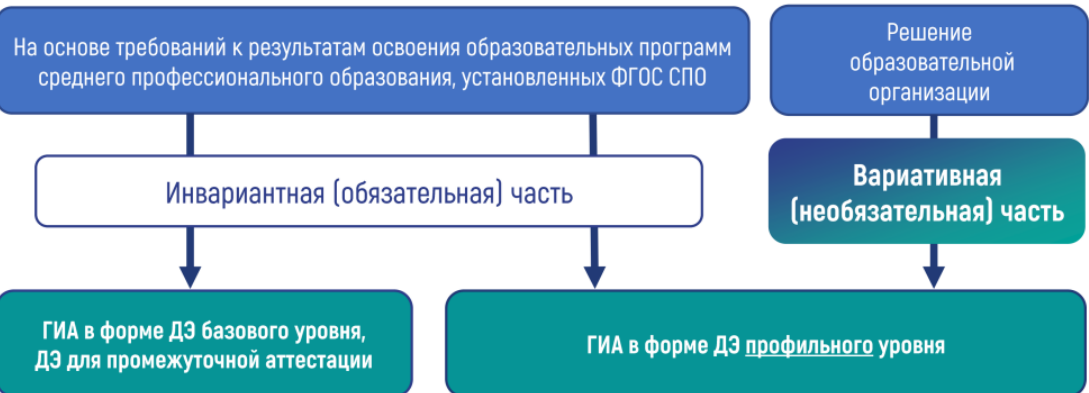 На основе требований к результатам освоения образовательных программ
среднего профессионального образования, установленных ФГОС СПО
Решение
образовательной
организации
Инвариантная (обязательная) часть
Вариативная
(необязательная) часть
ГИА в форме ДЭ базового уровня,
ДЭ для промежуточной аттестации
ГИА в форме ДЭ профильного уровня